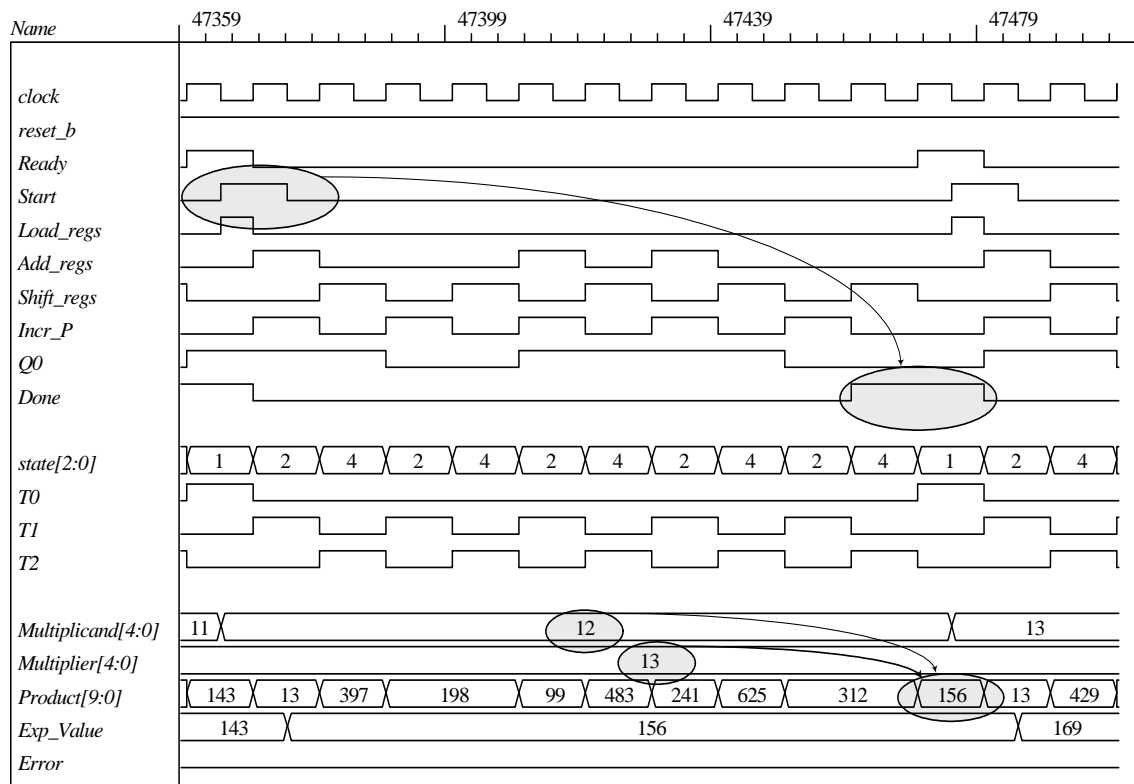 Name 47359 47399 47439 47479
clock
reset_b
Ready
Start
Load_regs
Add_regs
Shift_regs
Incr_P
Q0
Done
state[2:0] 1 2 4 2 4 2 4 2 4 2 4 1 2 4
T0
T1
T2
Multiplicand[4:0] 11 12 13
Multiplier[4:0] 13
Product[9:0] 143 13 397 198 99 483 241 625 312 156 13 429
Exp_Value 143 156 169
Error